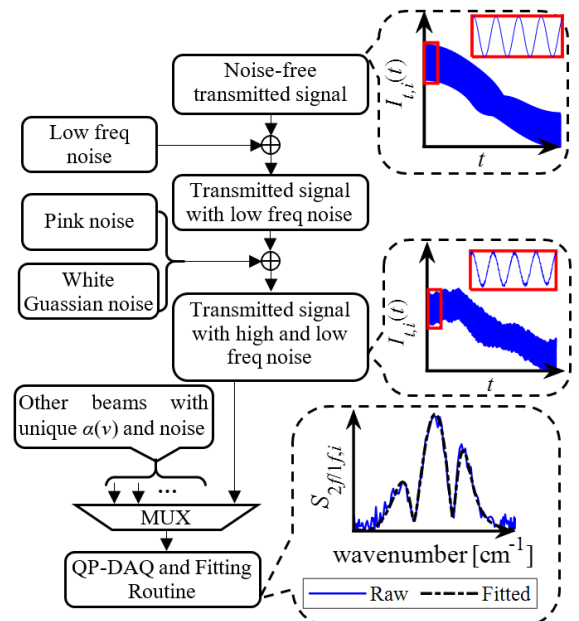 Noise-free
transmitted signal
I_{t,i}(t)
t
Low freq
noise
Transmitted signal
with low freq noise
Pink noise
White
Guassian noise
Transmitted signal
with high and low
freq noise
I_{t,i}(t)
t
Other beams with
unique α(v) and noise
...
MUX
QP-DAQ and Fitting
Routine
S_{2f/1f,i}
wavenumber [cm⁻¹]
Raw
Fitted